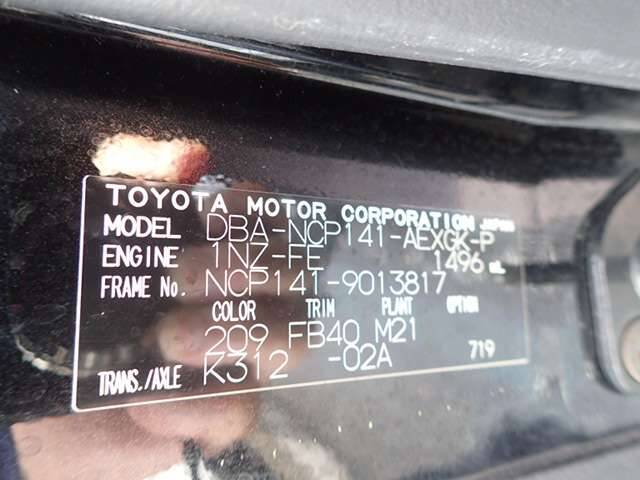 TOYOTA MOTOR CORPORATION JAPAN
MODEL DBA-NCP141-AEXGK-P
ENGINE 1NZ-FE 1496 mL
FRAME No. NCP141-9013817
COLOR TRIM PLANT OPTION
209 FB40 M21
TRANS./AXLE K312 -02A 719